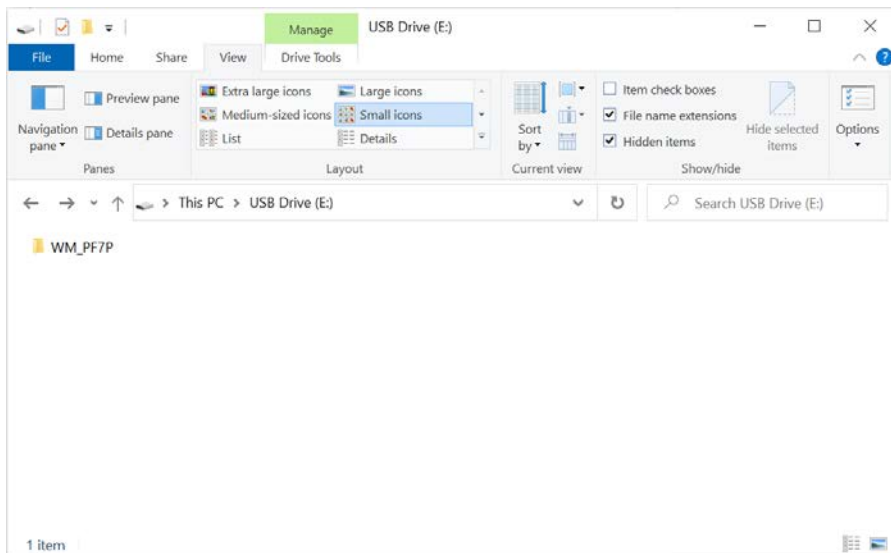 Manage USB Drive (E:)
File Home Share View Drive Tools
Navigation pane
Preview pane
Details pane
Panes
Extra large icons Large icons
Medium-sized icons Small icons
List Details
Layout
Sort by
Current view
Item check boxes
File name extensions
Hidden items
Hide selected items
Show/hide
Options
This PC > USB Drive (E:)
Search USB Drive (E:)
WM_PF7P
1 item